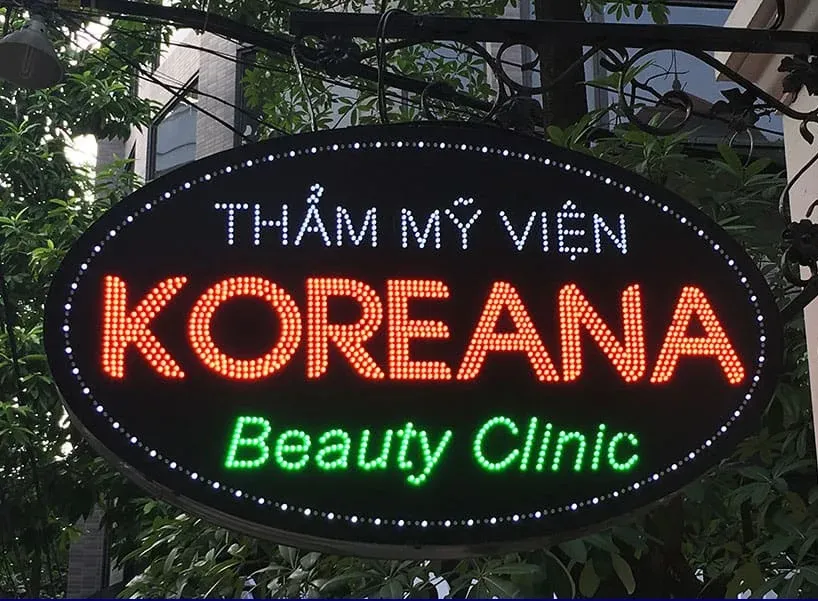 THẨM MỸ VIỆN
KOREANA
Beauty Clinic